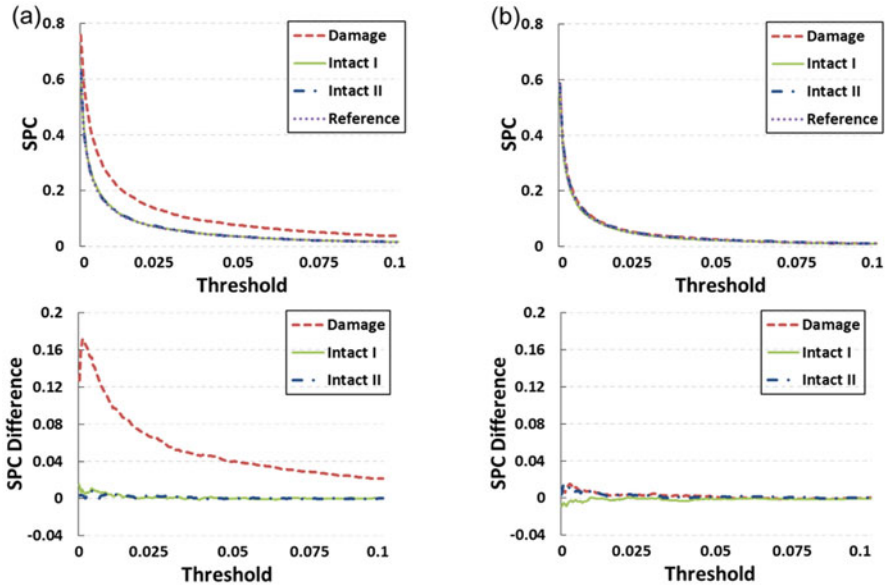 (a)
0.8
0.6
0.4
0.2
0
SPC
Damage
Intact I
Intact II
Reference
0 0.025 0.05 0.075 0.1
Threshold
0.2
0.16
0.12
0.08
0.04
0
-0.04
SPC Difference
Damage
Intact I
Intact II
0 0.025 0.05 0.075 0.1
Threshold
(b)
0.8
0.6
0.4
0.2
0
SPC
Damage
Intact I
Intact II
Reference
0 0.025 0.05 0.075 0.1
Threshold
0.2
0.16
0.12
0.08
0.04
0
-0.04
SPC Difference
Damage
Intact I
Intact II
0 0.025 0.05 0.075 0.1
Threshold